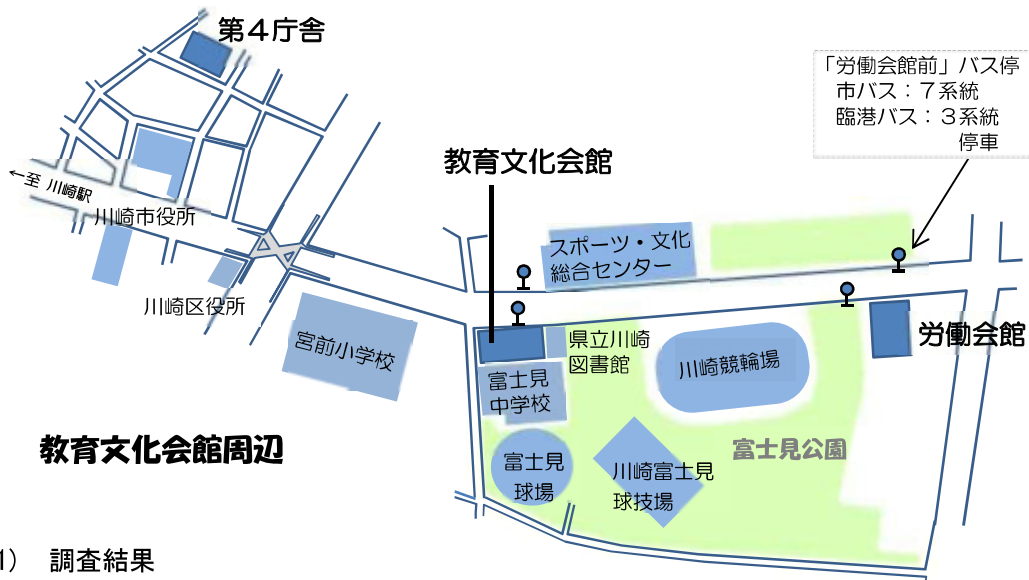 第4庁舎
「労働会館前」バス停
市バス：7系統
臨港バス：3系統
停車
教育文化会館
←至 川崎駅
川崎市役所
スポーツ・文化
総合センター
川崎区役所
宮前小学校
県立川崎
図書館
川崎競輪場
労働会館
富士見
中学校
教育文化会館周辺
富士見公園
富士見
球場
川崎富士見
球技場
1) 調査結果